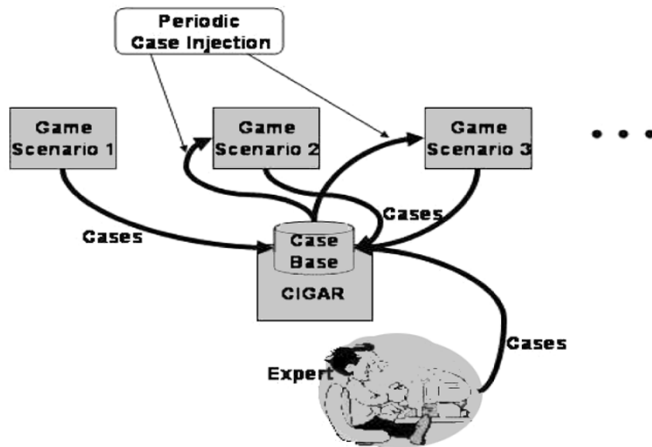 Periodic
Case Injection
Game
Scenario 1
Game
Scenario 2
Game
Scenario 3
Cases
Cases
Case
Base
CIGAR
Expert
Cases